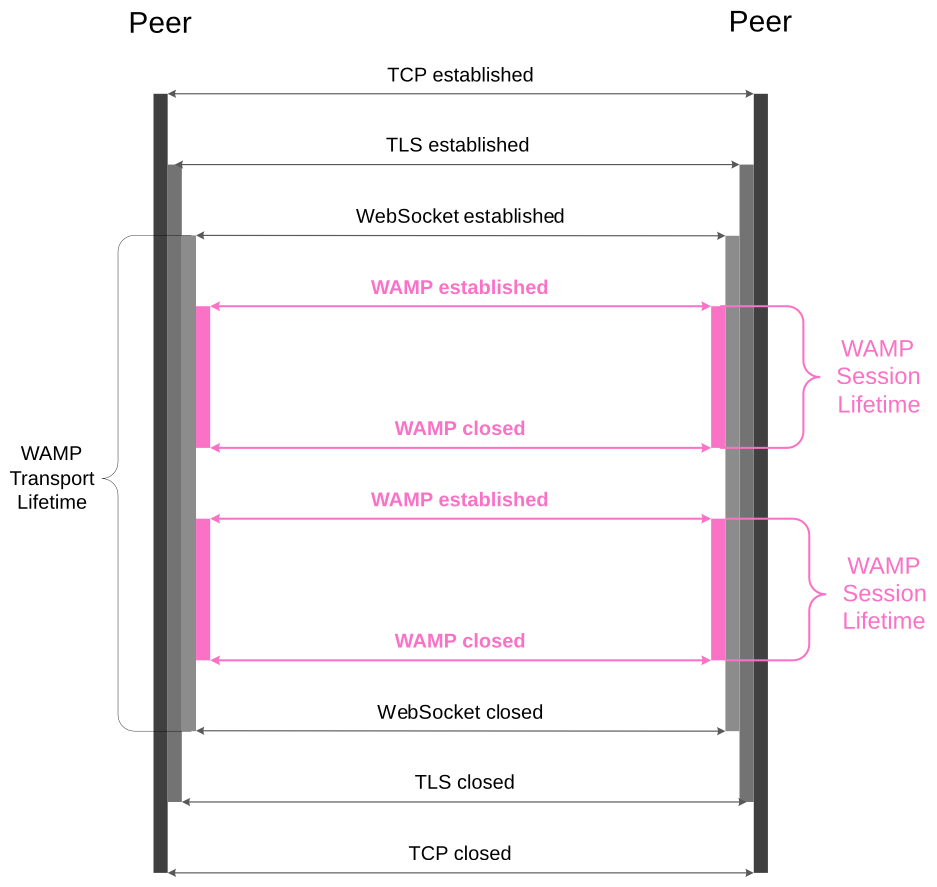 Peer
Peer
TCP established
TLS established
WebSocket established
WAMP established
WAMP
Session
Lifetime
WAMP closed
WAMP
Transport
Lifetime
WAMP established
WAMP
Session
Lifetime
WAMP closed
WebSocket closed
TLS closed
TCP closed